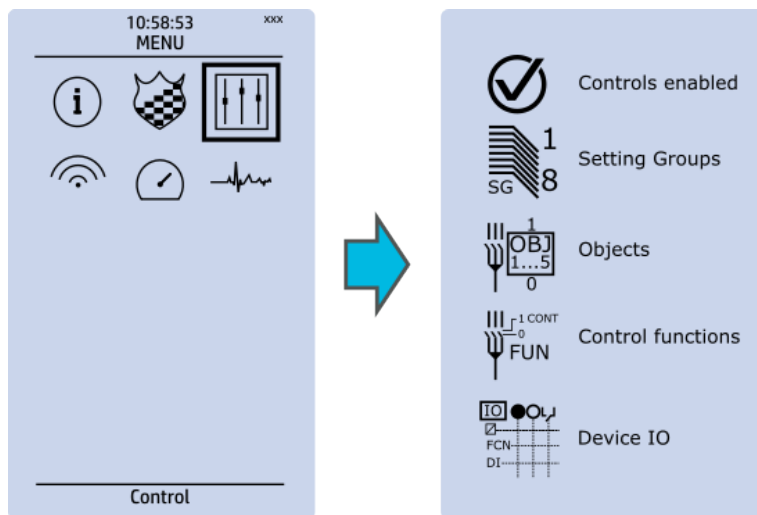 10:58:53
xxx
MENU
i
Control
Controls enabled
1
SG 8
Setting Groups
1
OBJ
1...5
0
Objects
1 CONT
0
FUN
Control functions
IO
FCN
DI
Device IO